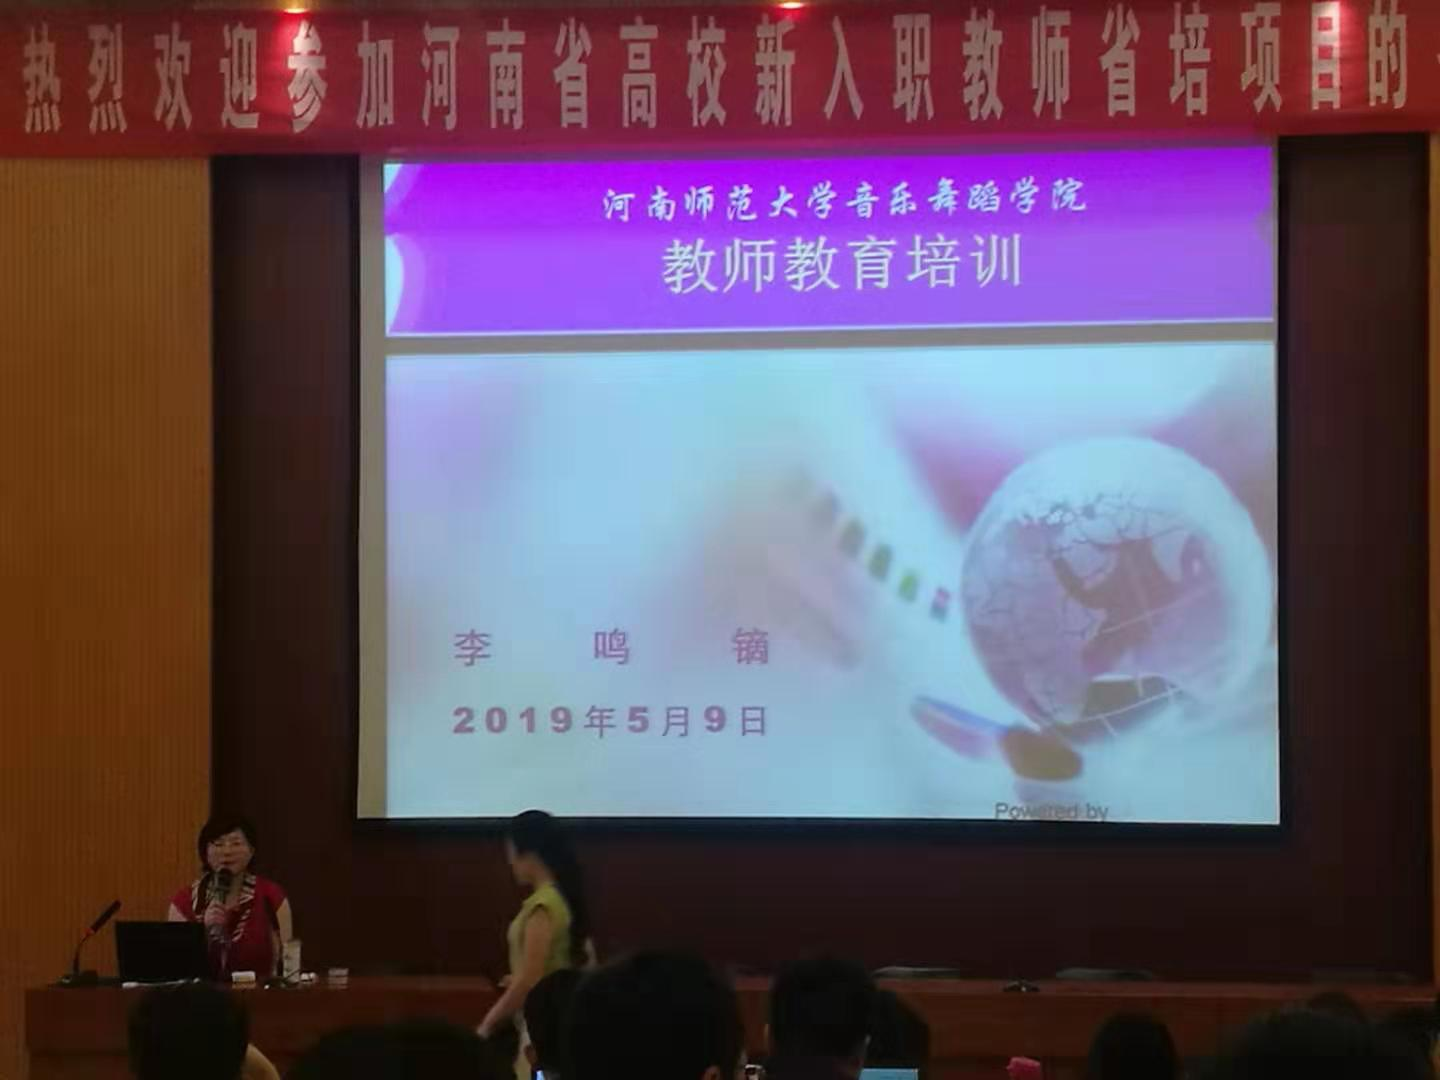 热烈欢迎参加河南省高校新入职教师省培项目的
河南师范大学音乐舞蹈学院
教师教育培训
李 鸣 镝
2019年5月9日
Powered by